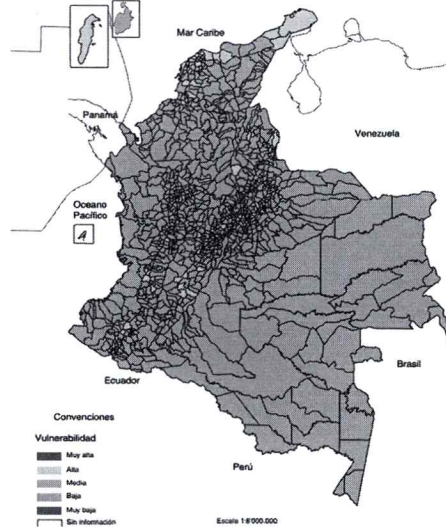 Mar Caribe
Panamá
Venezuela
Oceano
Pacífico
Ecuador
Brasil
Perú
Convenciones
Vulnerabilidad
Muy alta
Alta
Media
Baja
Muy baja
Sin información
Escala 1:6'000.000